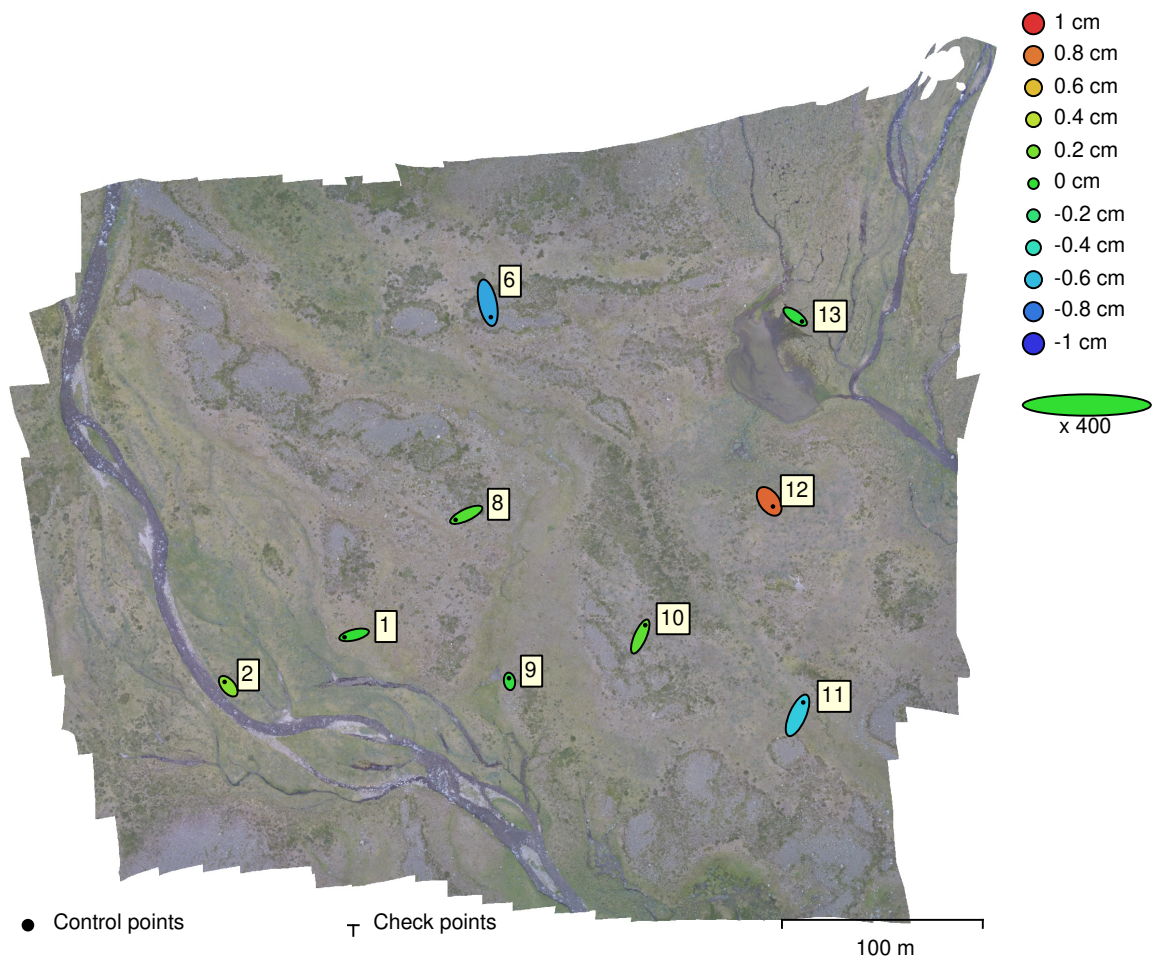 1 cm
0.8 cm
0.6 cm
0.4 cm
0.2 cm
0 cm
-0.2 cm
-0.4 cm
-0.6 cm
-0.8 cm
-1 cm
x 400
6
13
12
8
10
1
9
2
11
Control points
Check points
100 m